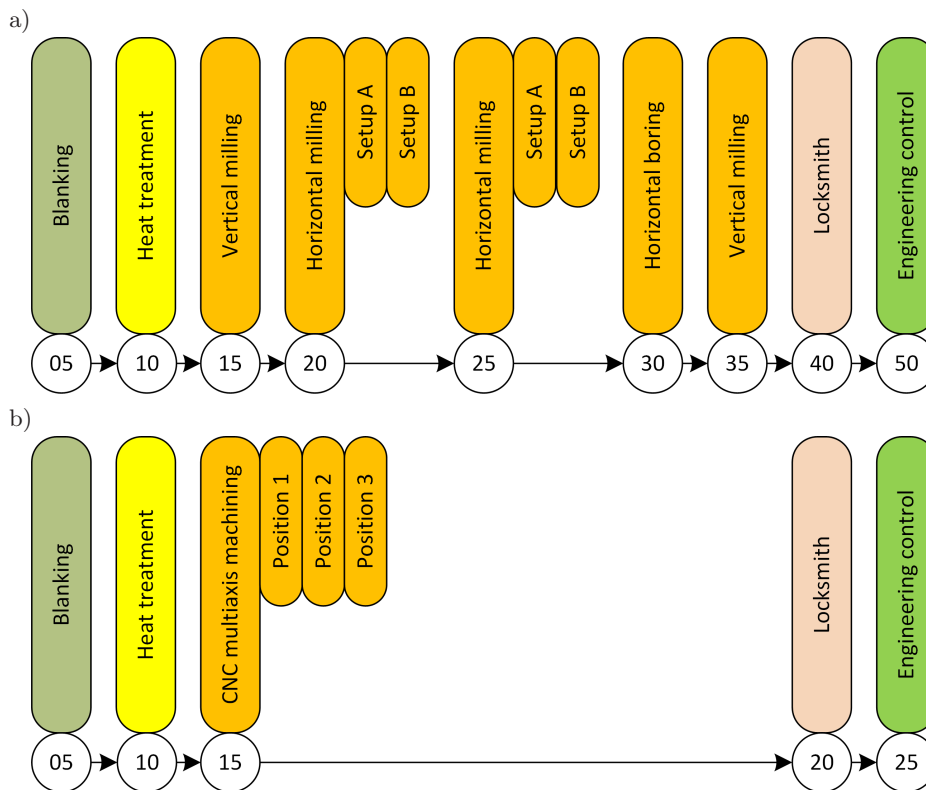 a)
Blanking
Heat treatment
Vertical milling
Horizontal milling
Setup A
Setup B
Horizontal milling
Setup A
Setup B
Horizontal boring
Vertical milling
Locksmith
Engineering control
05
10
15
20
25
30
35
40
50
b)
Blanking
Heat treatment
CNC multiaxis machining
Position 1
Position 2
Position 3
Locksmith
Engineering control
05
10
15
20
25